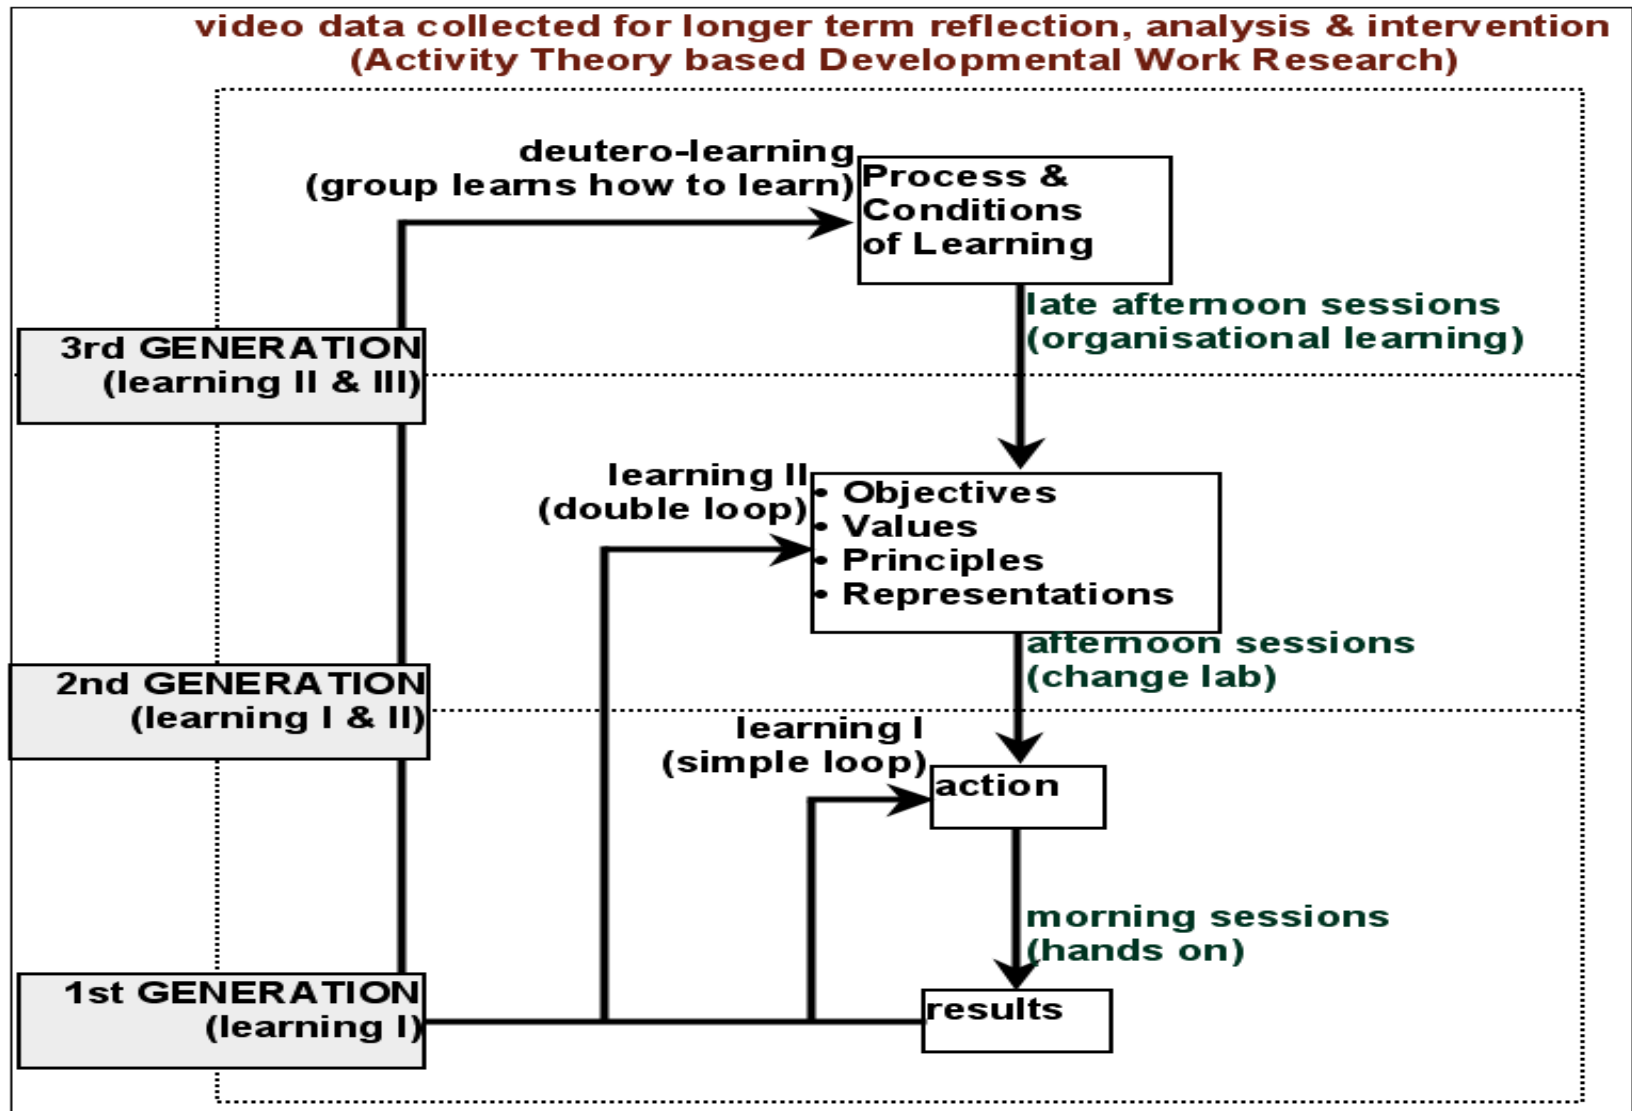 video data collected for longer term reflection, analysis & intervention
(Activity Theory based Developmental Work Research)
deutero-learning
(group learns how to learn)
Process &
Conditions
of Learning
late afternoon sessions
(organisational learning)
3rd GENERATION
(learning II & III)
learning II
(double loop)
• Objectives
• Values
• Principles
• Representations
afternoon sessions
(change lab)
2nd GENERATION
(learning I & II)
learning I
(simple loop)
action
morning sessions
(hands on)
1st GENERATION
(learning I)
results